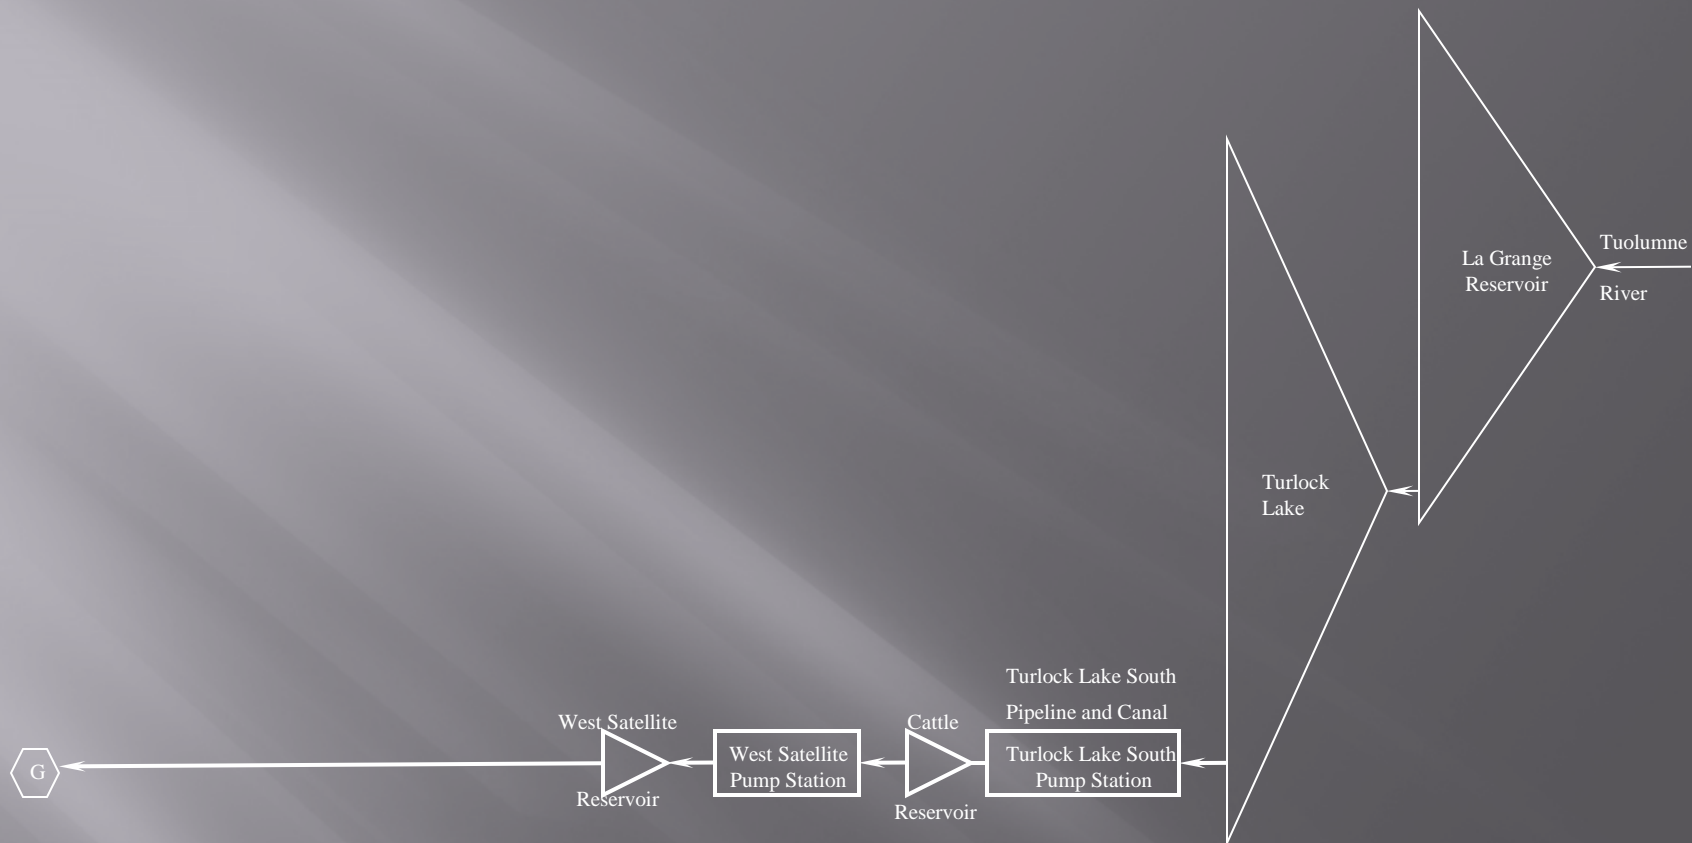 Tuolumne
River
La Grange
Reservoir
Turlock
Lake
Turlock Lake South
Pipeline and Canal
Turlock Lake South
Pump Station
Cattle
Reservoir
West Satellite
Pump Station
West Satellite
Reservoir
G